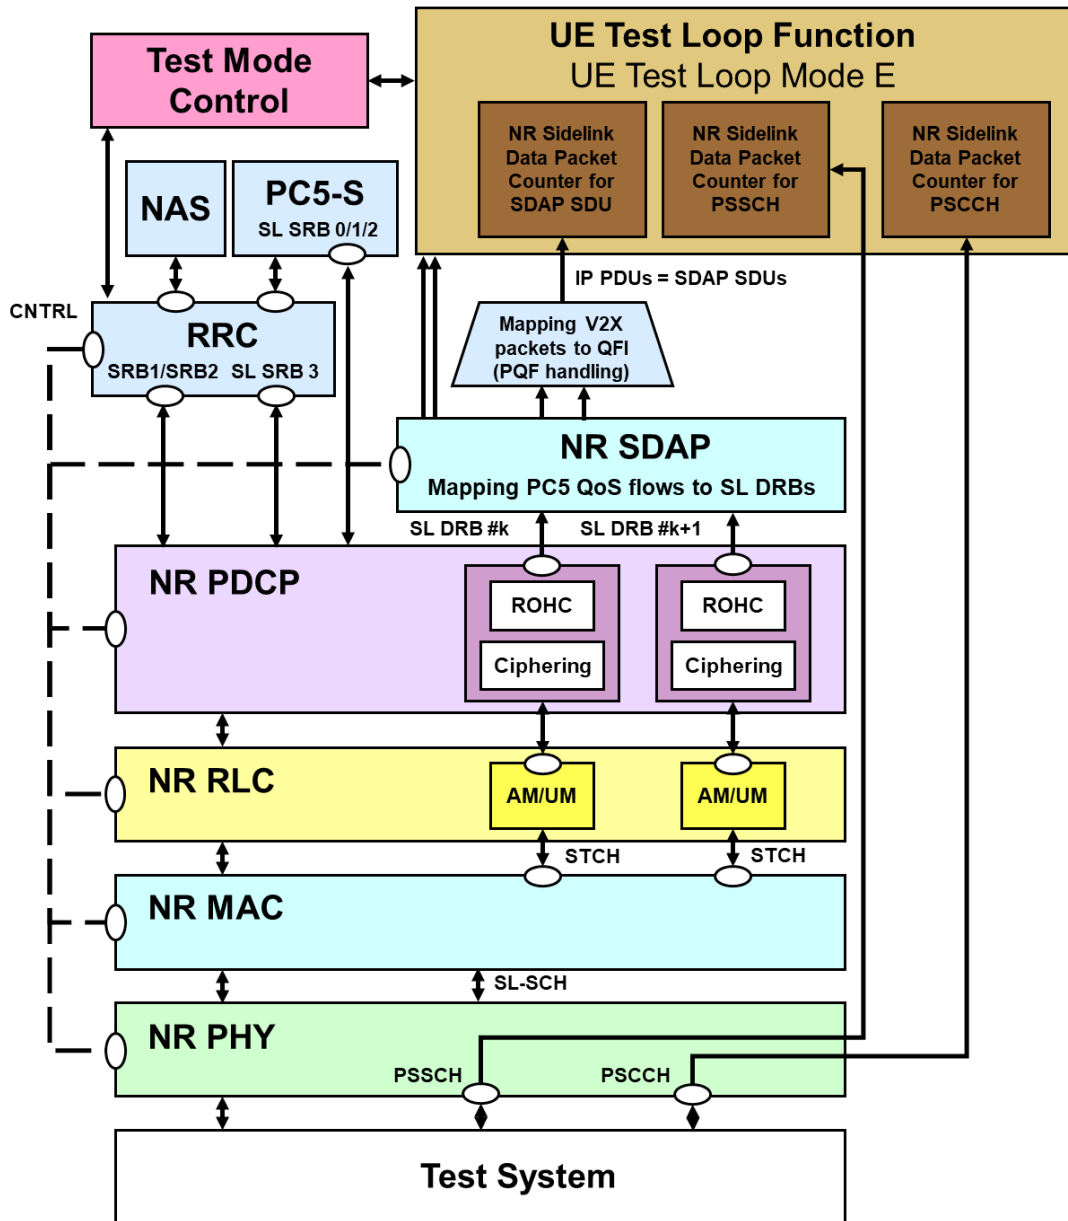 UE Test Loop Function
UE Test Loop Mode E
Test Mode
Control
NR Sidelink
Data Packet
Counter for
SDAP SDU
NR Sidelink
Data Packet
Counter for
PSSCH
NR Sidelink
Data Packet
Counter for
PSCCH
NAS
PC5-S
SL SRB 0/1/2
IP PDUs = SDAP SDUs
CNTRL
RRC
SRB1/SRB2 SL SRB 3
Mapping V2X
packets to QFI
(PQF handling)
NR SDAP
Mapping PC5 QoS flows to SL DRBs
SL DRB #k
SL DRB #k+1
NR PDCP
ROHC
ROHC
Ciphering
Ciphering
NR RLC
AM/UM
AM/UM
STCH
STCH
NR MAC
SL-SCH
NR PHY
PSSCH
PSCCH
Test System